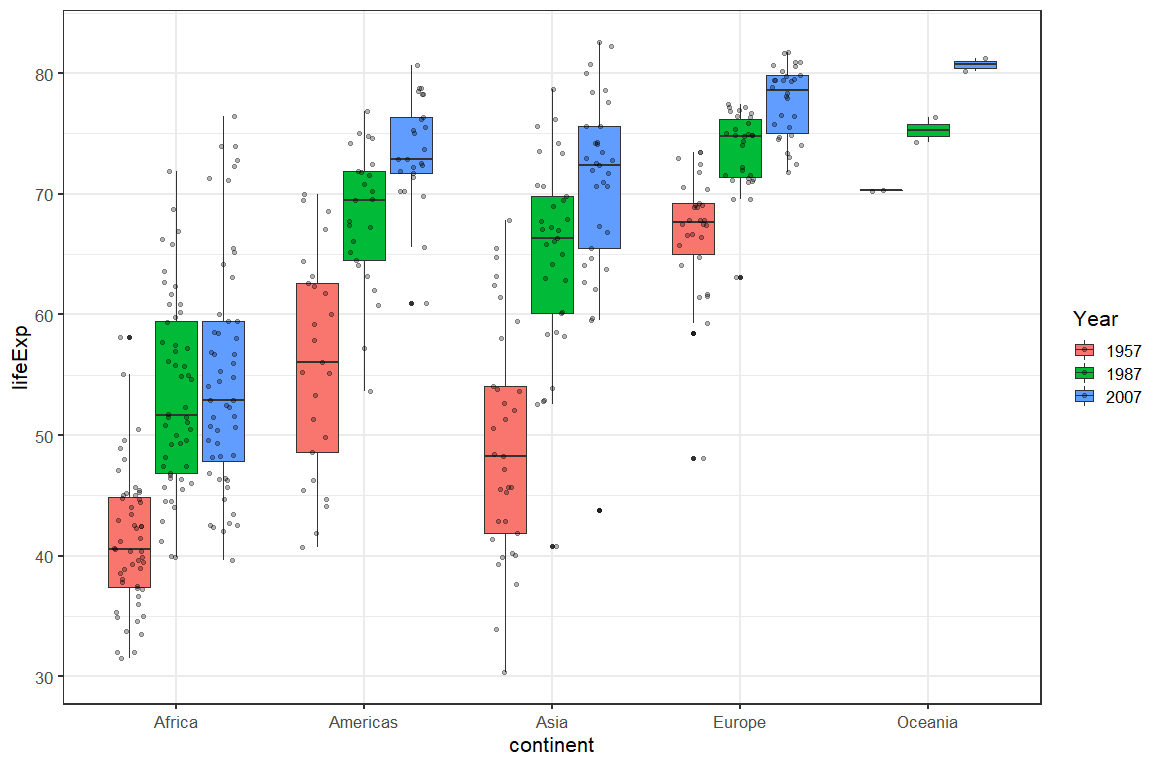 lifeExp
80
70
60
50
40
30
Africa
Americas
Asia
Europe
Oceania
continent
Year
1957
1987
2007